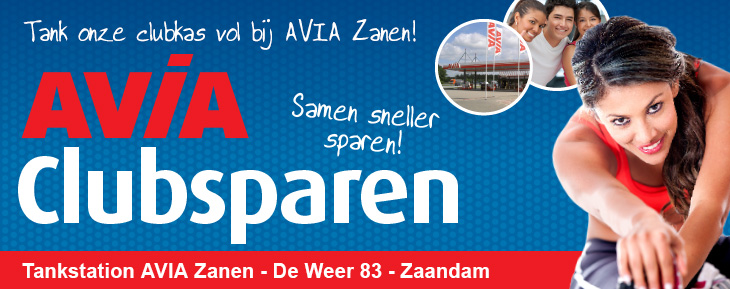 Tank onze clubkas vol bij AVIA Zanen!
AVIA
Samen sneller
sparen!
Clubsparen
Tankstation AVIA Zanen - De Weer 83 - Zaandam